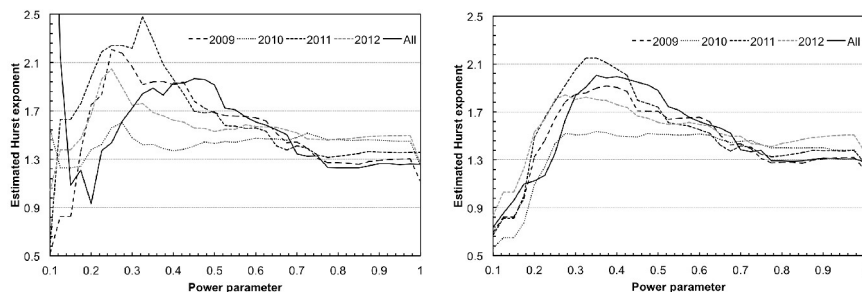 2.5
2009 2010 2011 2012 All
2.1
1.7
1.3
0.9
0.5
Estimated Hurst exponent
0.1 0.2 0.3 0.4 0.5 0.6 0.7 0.8 0.9 1
Power parameter
2.5
2009 2010 2011 2012 All
2.1
1.7
1.3
0.9
0.5
Estimated Hurst exponent
0.1 0.2 0.3 0.4 0.5 0.6 0.7 0.8 0.9
Power parameter